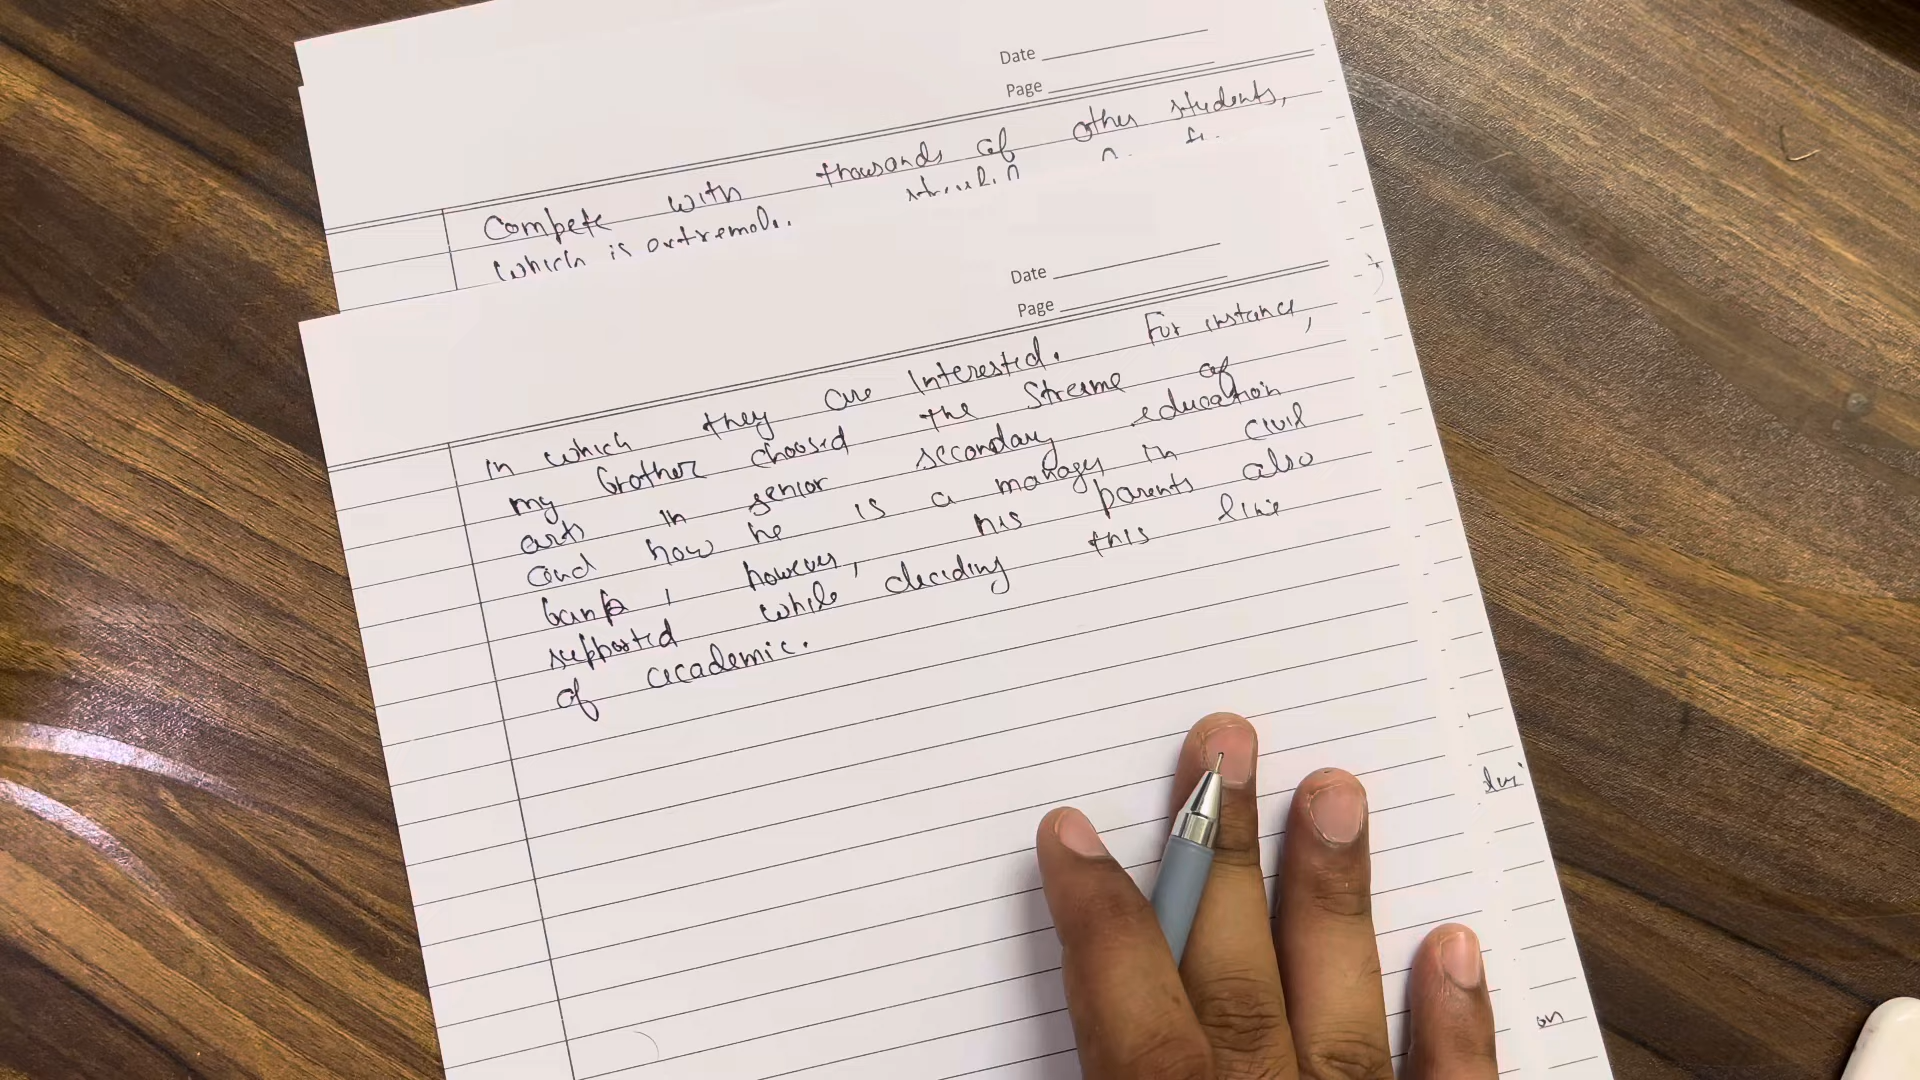 Date
Page
Compete with thousands of other students,
which is
Date
Page
in which they are Interested. For instance,
my brother choosed the Streame of
arts in senior secondary education
and now he is a manager in civil
bank, however, his parents also
supported while deciding this line
of academic.
on